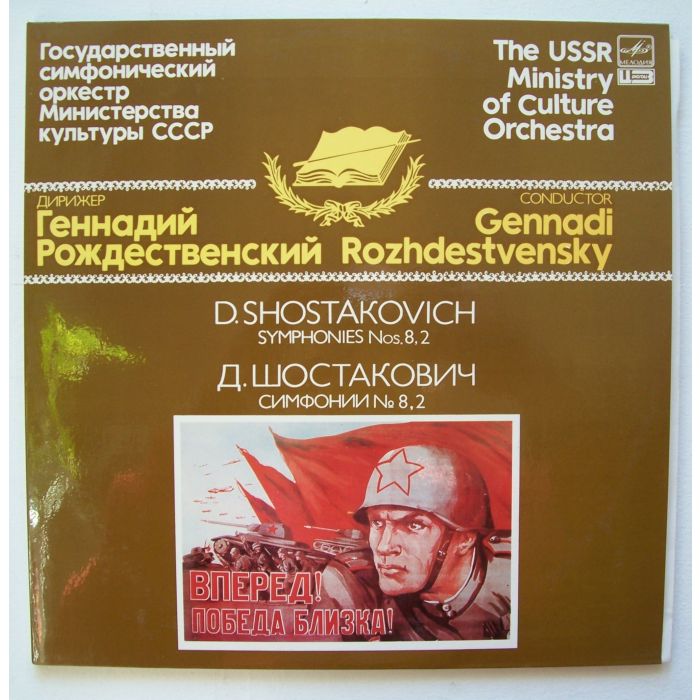 Государственный
симфонический
оркестр
Министерства
культуры СССР
The USSR
Ministry
of Culture
Orchestra
МЕЛОДИЯ
ДИРИЖЕР
Геннадий
Рождественский
CONDUCTOR
Gennadi
Rozhdestvensky
D. SHOSTAKOVICH
SYMPHONIES Nos. 8, 2
Д. ШОСТАКОВИЧ
СИМФОНИИ № 8, 2
ВПЕРЕД!
ПОБЕДА БЛИЗКА!